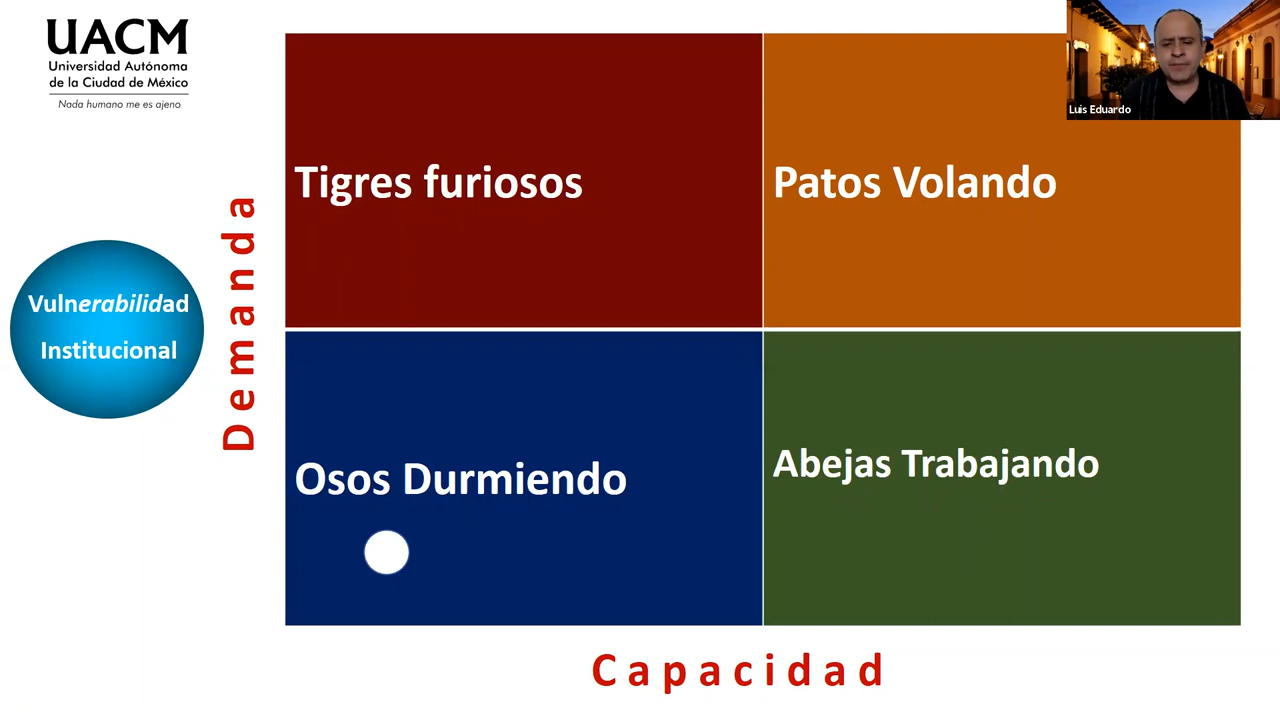 UACM
Universidad Autónoma
de la Ciudad de México
Nada humano me es ajeno
Luis Eduardo
Tigres furiosos
Patos Volando
Demanda
Vulnerabilidad
Institucional
Osos Durmiendo
Abejas Trabajando
Capacidad